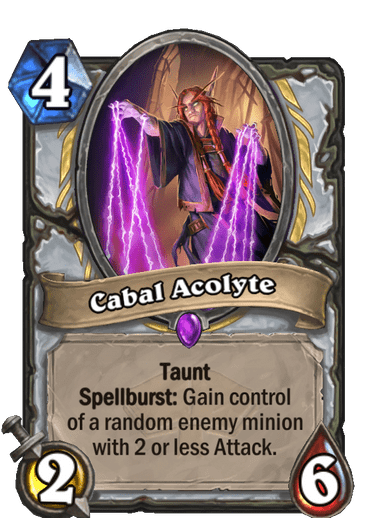 4
Cabal Acolyte
Taunt
Spellburst: Gain control
of a random enemy minion
with 2 or less Attack.
2
6